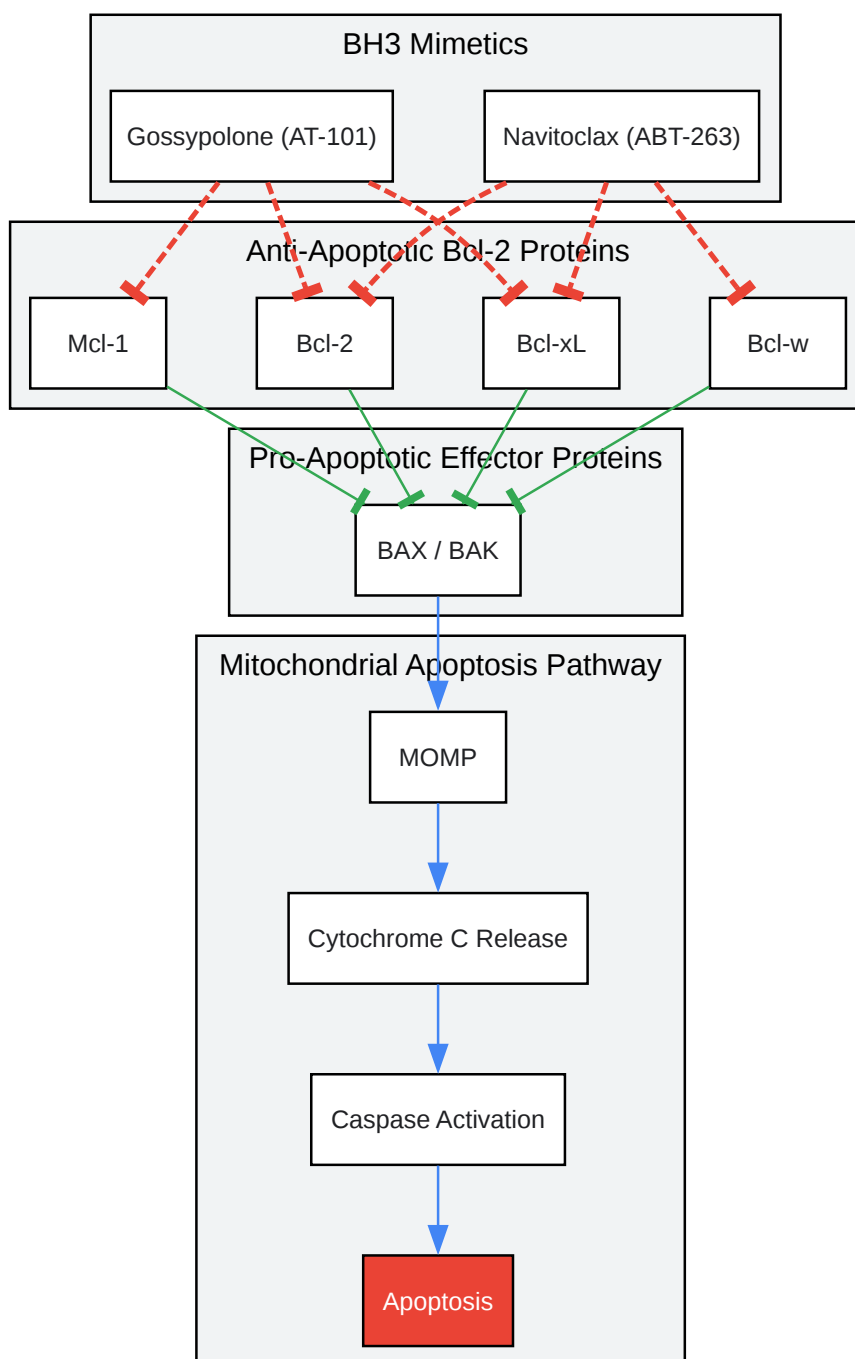 BH3 Mimetics
Gossypolone (AT-101)
Navitoclax (ABT-263)
Anti-Apoptotic Bcl-2 Proteins
Mcl-1
Bcl-2
Bcl-xL
Bcl-w
Pro-Apoptotic Effector Proteins
BAX / BAK
Mitochondrial Apoptosis Pathway
MOMP
Cytochrome C Release
Caspase Activation
Apoptosis